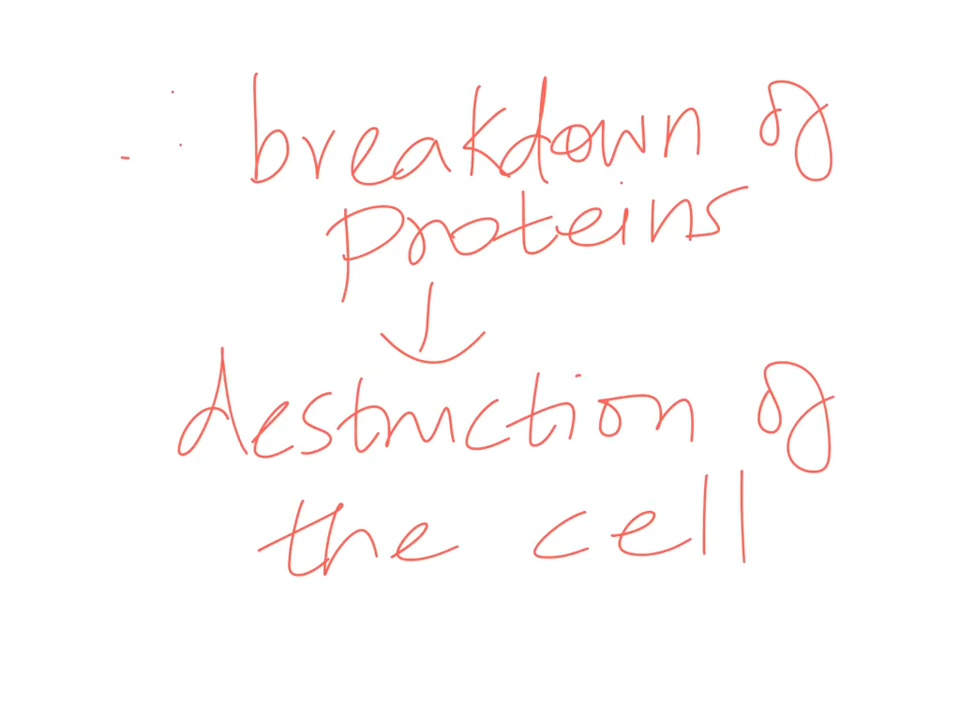 ∴ breakdown of
proteins
↓
destruction of
the cell